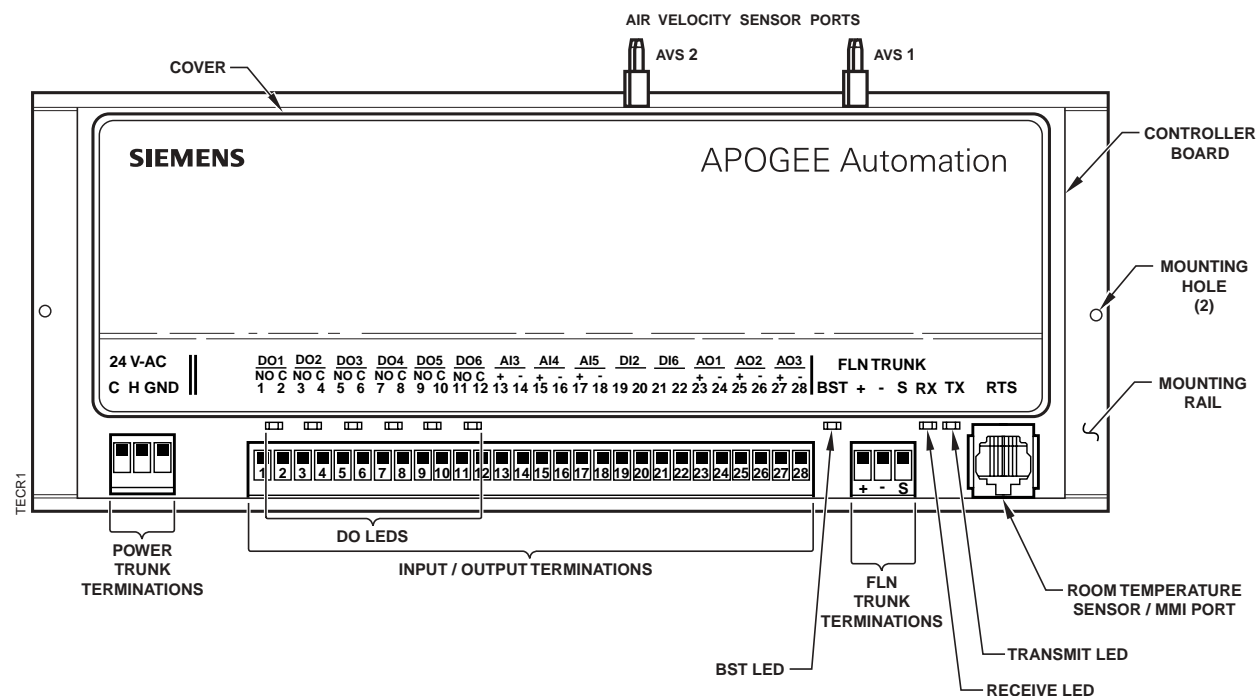 AIR VELOCITY SENSOR PORTS
AVS 2
AVS 1
COVER
SIEMENS
APOGEE Automation
CONTROLLER
BOARD
MOUNTING
HOLE
(2)
MOUNTING
RAIL
24 V-AC
C H GND
DO1 DO2 DO3 DO4 DO5 DO6 AI3 AI4 AI5 DI2 DI6 AO1 AO2 AO3
NO C NO C NO C NO C NO C NO C + - + - + - + - + - + -
1 2 3 4 5 6 7 8 9 10 11 12 13 14 15 16 17 18 19 20 21 22 23 24 25 26 27 28
FLN TRUNK
BST + - S RX TX RTS
1 2 3 4 5 6 7 8 9 10 11 12 13 14 15 16 17 18 19 20 21 22 23 24 25 26 27 28
+ - S
TECR1
DO LEDS
POWER
TRUNK
TERMINATIONS
INPUT / OUTPUT TERMINATIONS
FLN
TRUNK
TERMINATIONS
ROOM TEMPERATURE
SENSOR / MMI PORT
TRANSMIT LED
BST LED
RECEIVE LED